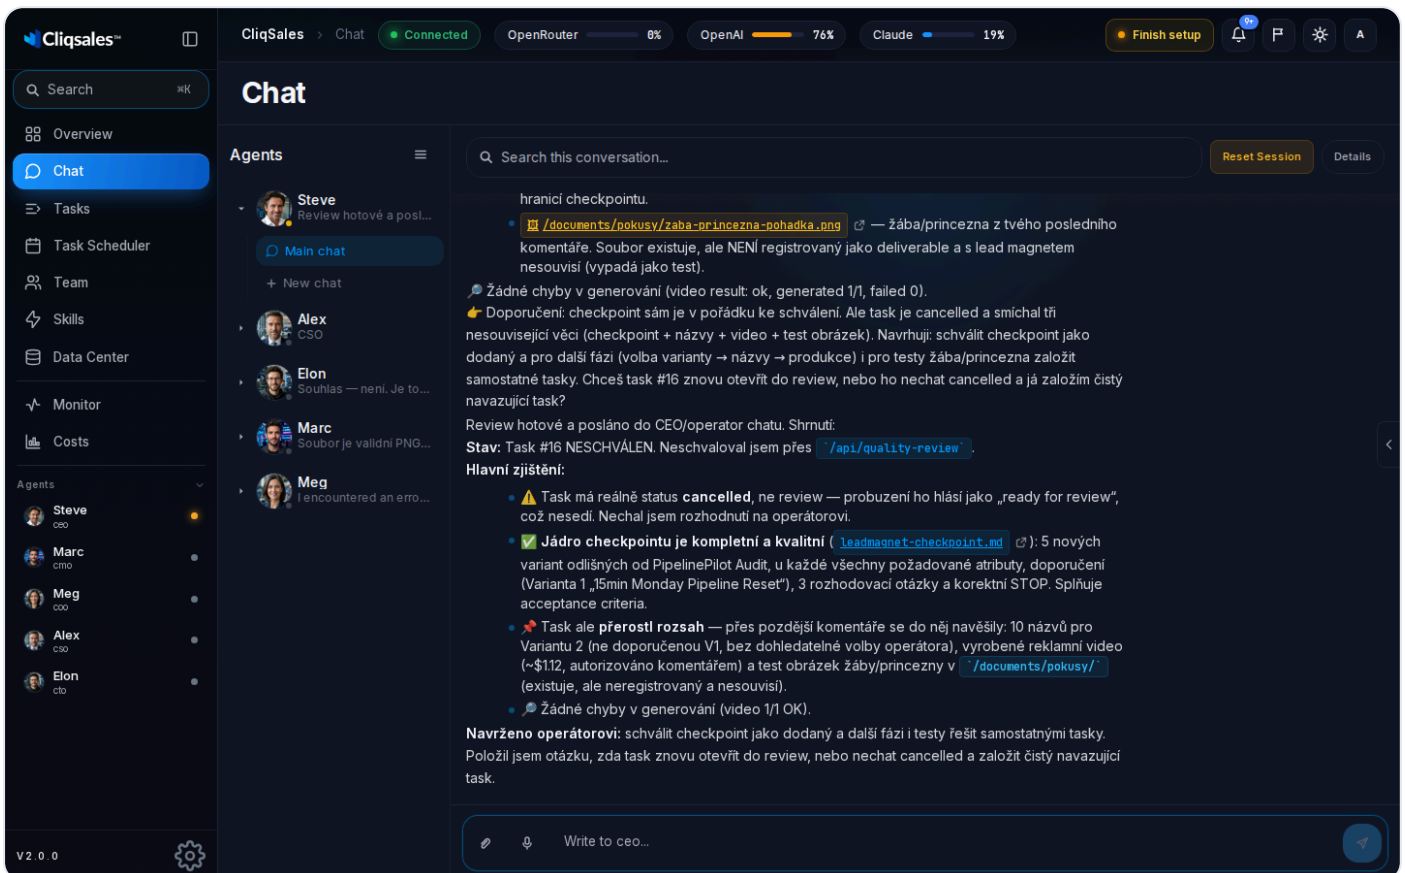 Cliqsales℠
CliqSales › Chat
Connected
OpenRouter 0%
OpenAI 76%
Claude 19%
Finish setup
9+
A
Search ⌘K
Overview
Chat
Tasks
Task Scheduler
Team
Skills
Data Center
Monitor
Costs
Agents
Steve
ceo
Marc
cmo
Meg
coo
Alex
cso
Elon
cto
V2.0.0
Chat
Agents
Steve
Review hotové a posl...
Main chat
+ New chat
Alex
CSO
Elon
Souhlas — není. Je to...
Marc
Soubor je validní PNG...
Meg
I encountered an erro...
Search this conversation...
Reset Session
Details
hranicí checkpointu.
/documents/pokusy/zaba-princezna-pohadka.png — žába/princezna z tvého posledního
komentáře. Soubor existuje, ale NENÍ registrovaný jako deliverable a s lead magnetem
nesouvisí (vypadá jako test).
🔎 Žádné chyby v generování (video result: ok, generated 1/1, failed 0).
👉 Doporučení: checkpoint sám je v pořádku ke schválení. Ale task je cancelled a smíchal tři
nesouvisející věci (checkpoint + názvy + video + test obrázek). Navrhuji: schválit checkpoint jako
dodaný a pro další fázi (volba varianty → názvy → produkce) i pro testy žába/princezna založit
samostatné tasky. Chceš task #16 znovu otevřít do review, nebo ho nechat cancelled a já založím čistý
navazující task?
Review hotové a posláno do CEO/operator chatu. Shrnutí:
Stav: Task #16 NESCHVÁLEN. Neschvaloval jsem přes `/api/quality-review`.
Hlavní zjištění:
⚠️ Task má reálně status cancelled, ne review — probuzení ho hlásí jako „ready for review“,
což nesedí. Nechal jsem rozhodnutí na operátorovi.
✅ Jádro checkpointu je kompletní a kvalitní (leadmagnet-checkpoint.md): 5 nových
variant odlišných od PipelinePilot Audit, u každé všechny požadované atributy, doporučení
(Varianta 1 „15min Monday Pipeline Reset“), 3 rozhodovací otázky a korektní STOP. Splňuje
acceptance criteria.
📌 Task ale přerostl rozsah — přes pozdější komentáře se do něj navěšily: 10 názvů pro
Variantu 2 (ne doporučenou V1, bez dohledatelné volby operátora), vyrobené reklamní video
(~$1.12, autorizováno komentářem) a test obrázek žáby/princezny v `/documents/pokusy/`
(existuje, ale neregistrovaný a nesouvisí).
🔎 Žádné chyby v generování (video 1/1 OK).
Navrženo operátorovi: schválit checkpoint jako dodaný a další fázi i testy řešit samostatnými tasky.
Položil jsem otázku, zda task znovu otevřít do review, nebo nechat cancelled a založit čistý navazující
task.
Write to ceo...